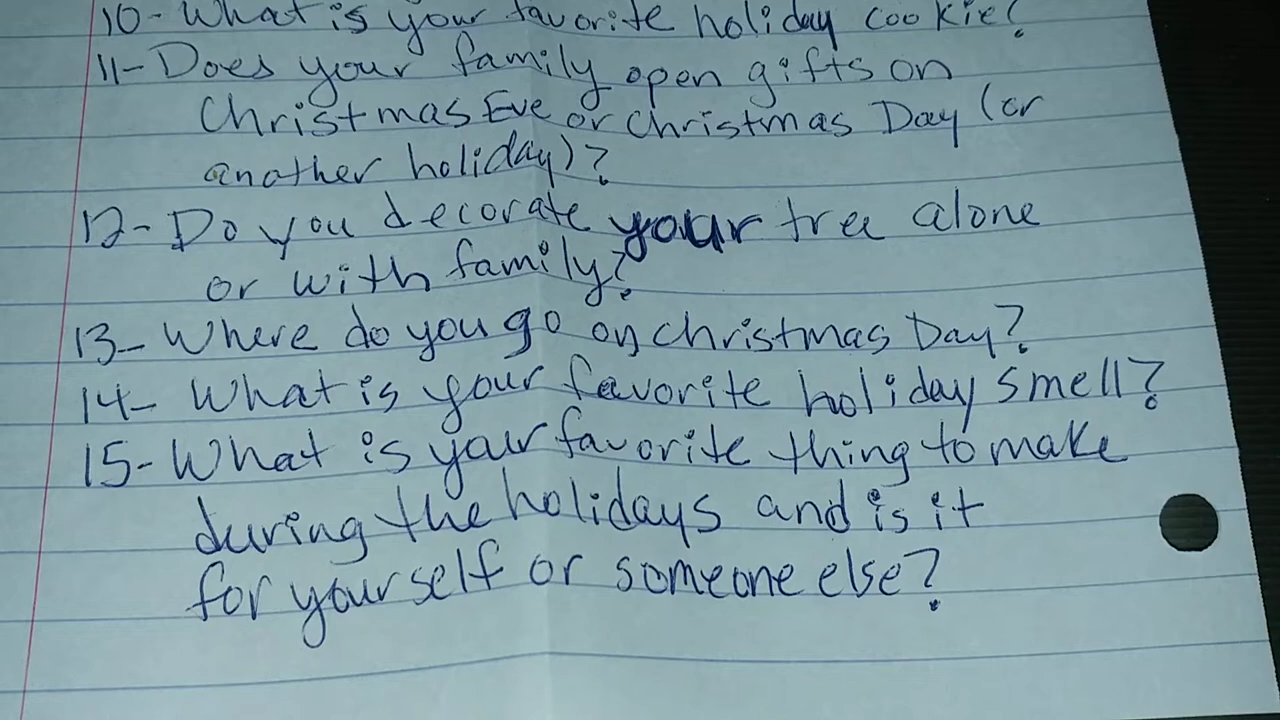 10- What is your favorite holiday cookie?
11- Does your family open gifts on
Christmas Eve or Christmas Day (or
another holiday)?
12- Do you decorate your tree alone
or with family?
13- Where do you go on Christmas Day?
14- What is your favorite holiday smell?
15- What is your favorite thing to make
during the holidays and is it
for yourself or someone else?